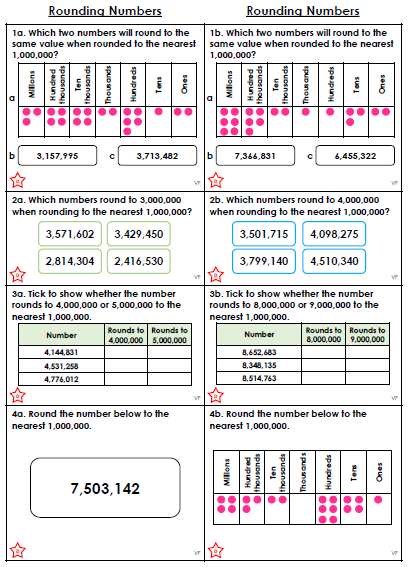 Rounding Numbers
Rounding Numbers
1a. Which two numbers will round to the
same value when rounded to the nearest
1,000,000?
Millions
Hundred
thousands
Ten
thousands
Thousands
Hundreds
Tens
Ones
a
b
3,157,995
c
3,713,482
VF
1b. Which two numbers will round to the
same value when rounded to the nearest
1,000,000?
Millions
Hundred
thousands
Ten
thousands
Thousands
Hundreds
Tens
Ones
a
b
7,366,831
c
6,455,322
VF
2a. Which numbers round to 3,000,000
when rounding to the nearest 1,000,000?
3,571,602
3,429,450
2,814,304
2,416,530
VF
2b. Which numbers round to 4,000,000
when rounding to the nearest 1,000,000?
3,501,715
4,098,275
3,799,140
4,510,340
VF
3a. Tick to show whether the number
rounds to 4,000,000 or 5,000,000 to the
nearest 1,000,000.
Number
Rounds to
4,000,000
Rounds to
5,000,000
4,144,831
4,531,258
4,776,012
VF
3b. Tick to show whether the number
rounds to 8,000,000 or 9,000,000 to the
nearest 1,000,000.
Number
Rounds to
8,000,000
Rounds to
9,000,000
8,652,683
8,348,135
8,514,763
VF
4a. Round the number below to the
nearest 1,000,000.
7,503,142
VF
4b. Round the number below to the
nearest 1,000,000.
Millions
Hundred
thousands
Ten
thousands
Thousands
Hundreds
Tens
Ones
VF